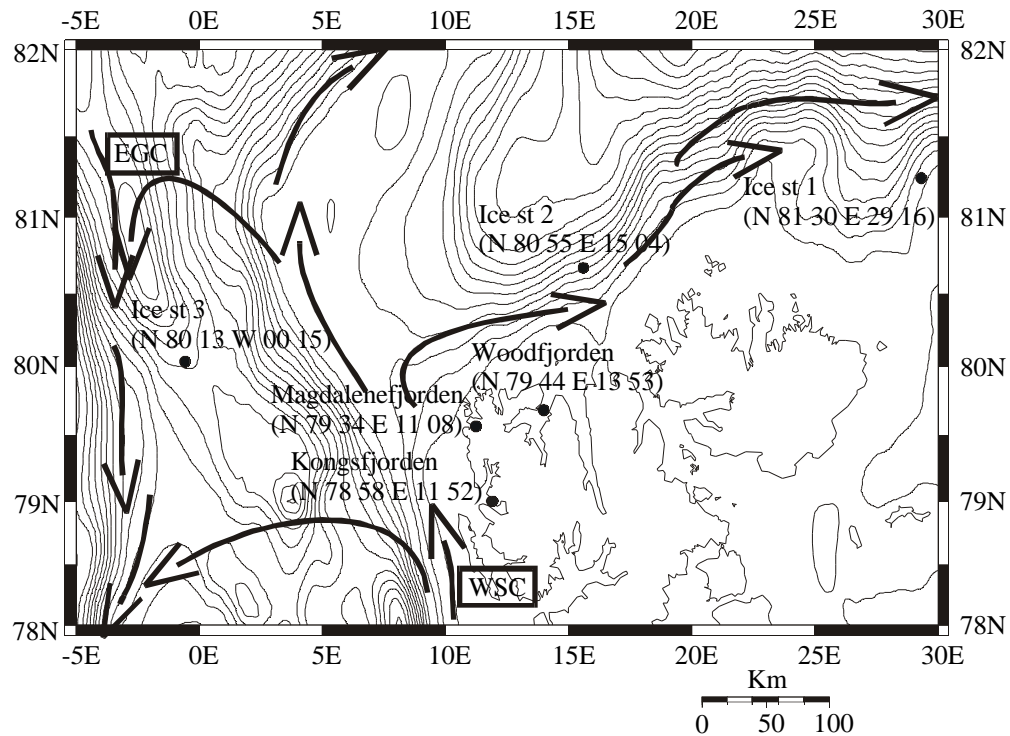 -5E 0E 5E 10E 15E 20E 25E 30E
82N 82N
EGC
Ice st 1
(N 81 30 E 29 16)
Ice st 2
(N 80 55 E 15 04)
81N 81N
Ice st 3
(N 80 13 W 00 15)
Woodfjorden
(N 79 44 E 13 53)
80N 80N
Magdalenefjorden
(N 79 34 E 11 08)
Kongsfjorden
(N 78 58 E 11 52)
79N 79N
WSC
78N 78N
-5E 0E 5E 10E 15E 20E 25E 30E
Km
0 50 100